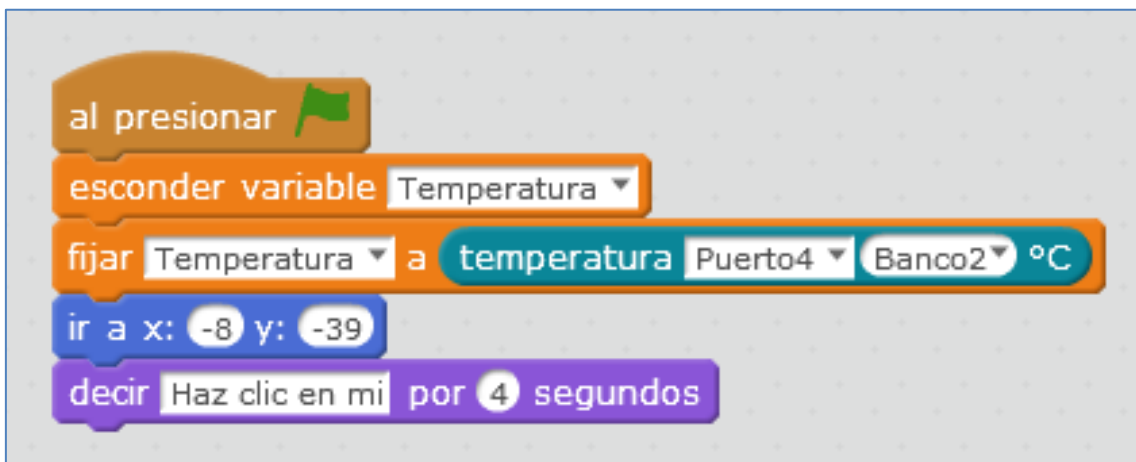 al presionar
esconder variable Temperatura
fijar Temperatura a temperatura Puerto4 Banco2 ºC
ir a x: -8 y: -39
decir Haz clic en mi por 4 segundos